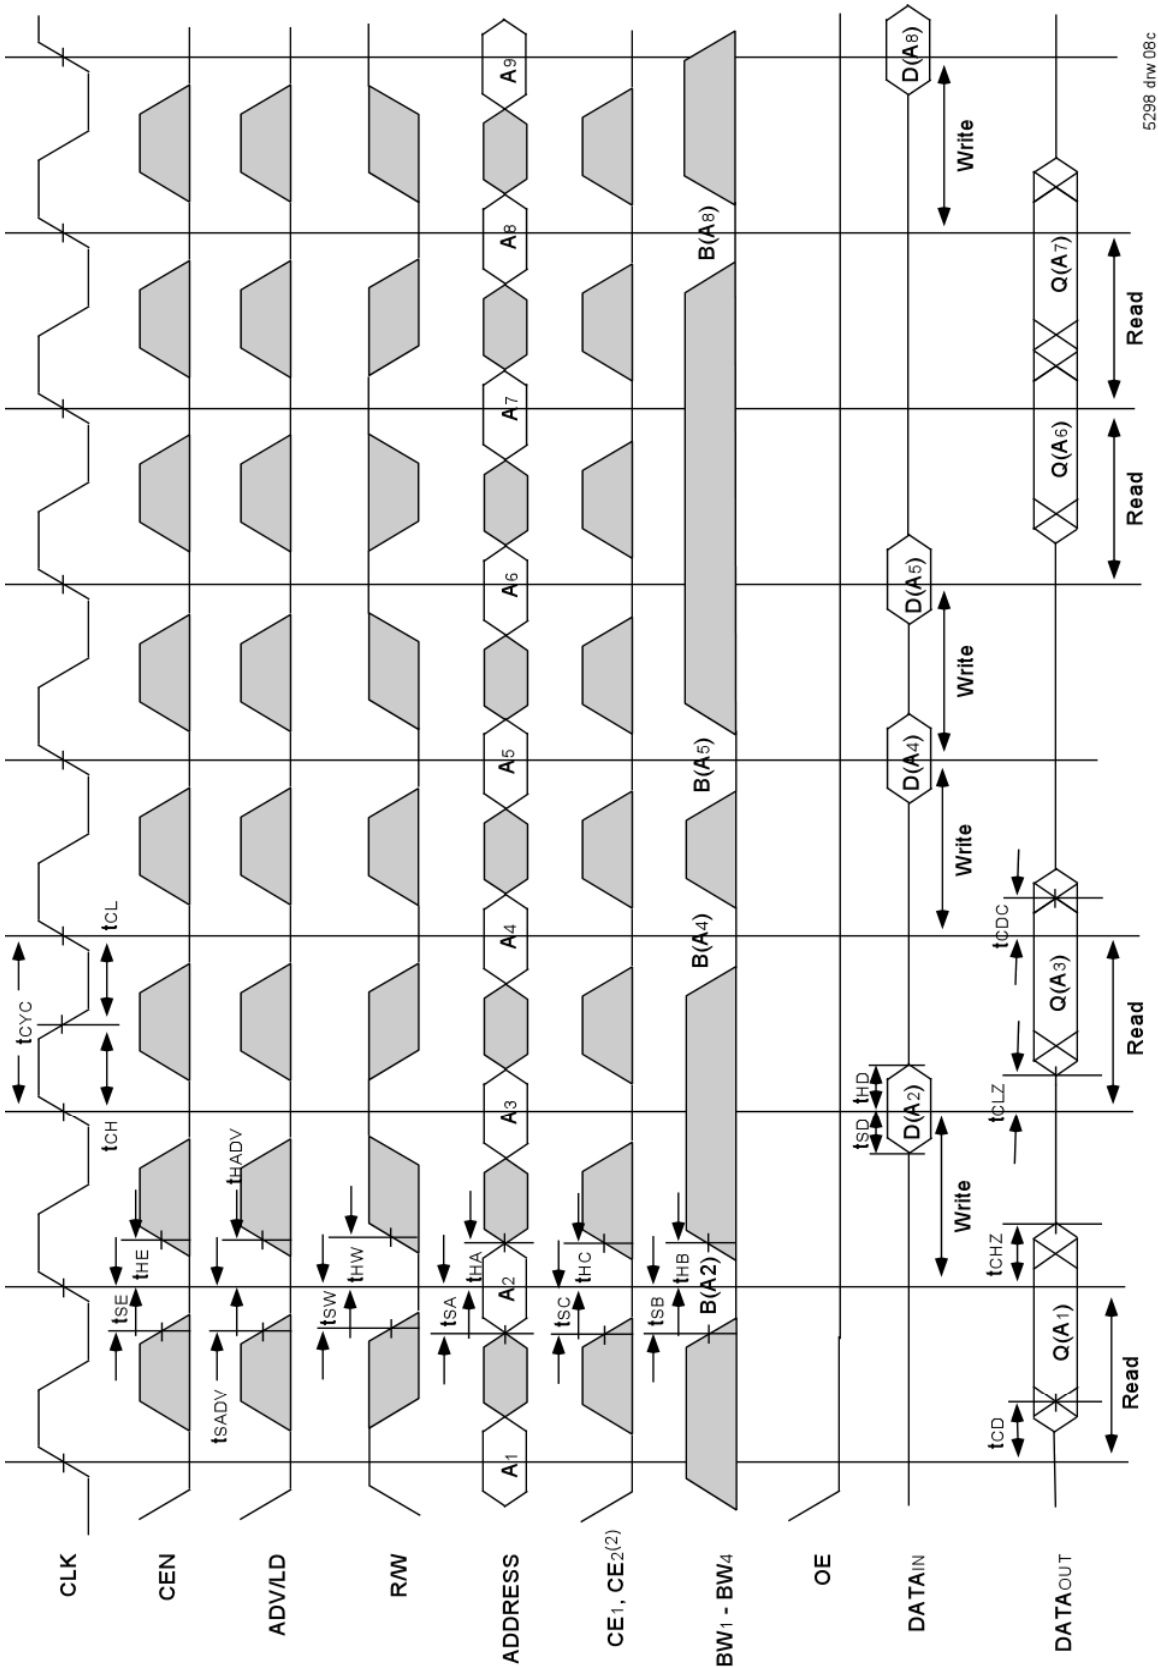 tCYC
CLK
tCH
tCL
tSE
tHE
CEN
tSADV
tHADV
ADV/LD
tSW
tHW
R/W
tSA
tHA
ADDRESS
A1
A2
A3
A4
A5
A6
A7
A8
A9
tSC
tHC
CE1, CE2(2)
tSB
tHB
B(A2)
B(A4)
B(A5)
B(A8)
BW1 - BW4
OE
tSD
tHD
DATAIN
D(A2)
D(A4)
D(A5)
D(A8)
Write
Write
Write
Write
tCD
tCHZ
tCLZ
tCDC
DATAOUT
Q(A1)
Q(A3)
Q(A6)
Q(A7)
Read
Read
Read
Read
5298 drw 08c